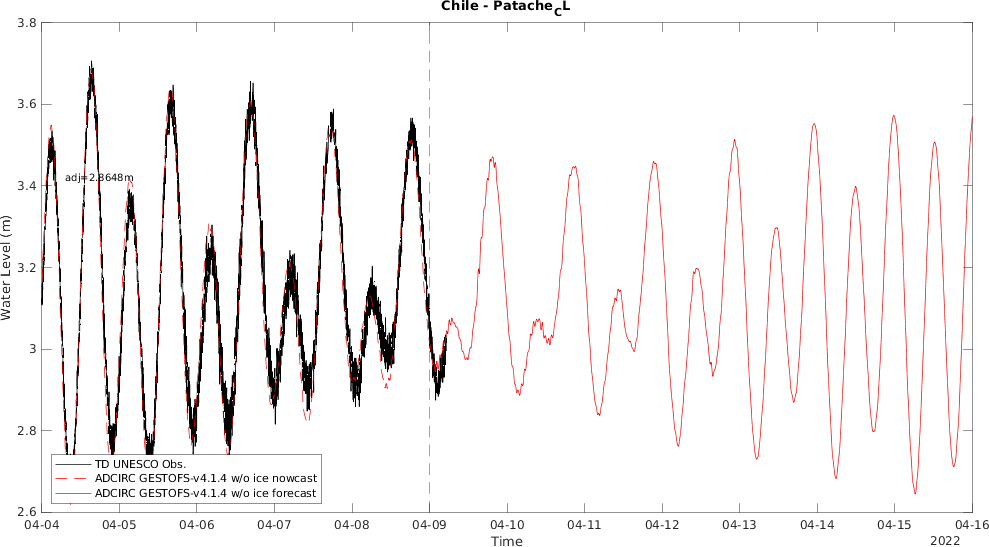 Chile - Patache_CL
3.8
3.6
3.4
3.2
3
2.8
2.6
Water Level (m)
adj=2.8648m
TD UNESCO Obs.
ADCIRC GESTOFS-v4.1.4 w/o ice nowcast
ADCIRC GESTOFS-v4.1.4 w/o ice forecast
04-04 04-05 04-06 04-07 04-08 04-09 04-10 04-11 04-12 04-13 04-14 04-15 04-16
Time
2022